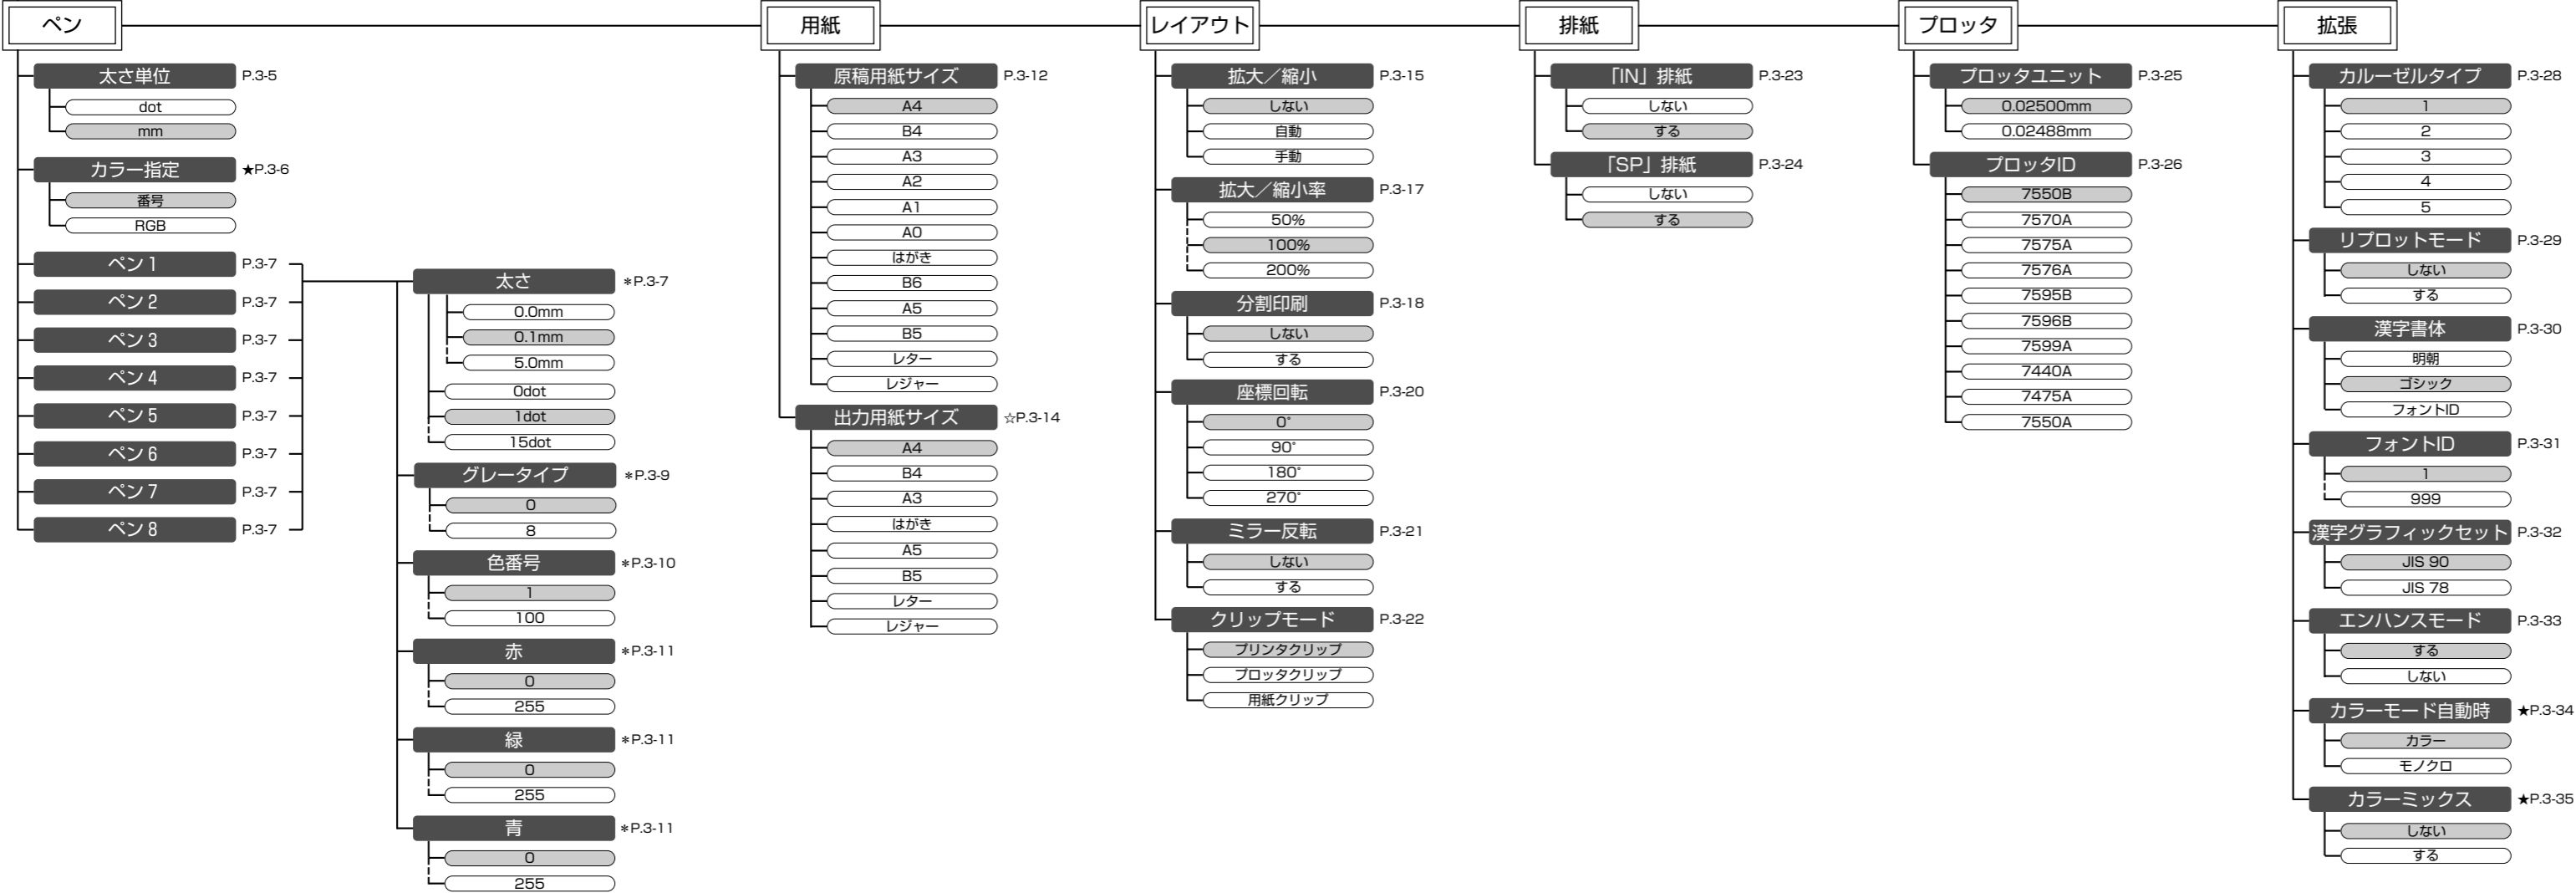 ペン
太さ単位 P.3-5
dot
mm
カラー指定 ★P.3-6
番号
RGB
ペン 1 P.3-7
ペン 2 P.3-7
ペン 3 P.3-7
ペン 4 P.3-7
ペン 5 P.3-7
ペン 6 P.3-7
ペン 7 P.3-7
ペン 8 P.3-7
太さ *P.3-7
0.0mm
0.1mm
5.0mm
0dot
1dot
15dot
グレータイプ *P.3-9
0
8
色番号 *P.3-10
1
100
赤 *P.3-11
0
255
緑 *P.3-11
0
255
青 *P.3-11
0
255
用紙
原稿用紙サイズ P.3-12
A4
B4
A3
A2
A1
A0
はがき
B6
A5
B5
レター
レジャー
出力用紙サイズ ☆P.3-14
A4
B4
A3
はがき
A5
B5
レター
レジャー
レイアウト
拡大／縮小 P.3-15
しない
自動
手動
拡大／縮小率 P.3-17
50%
100%
200%
分割印刷 P.3-18
しない
する
座標回転 P.3-20
0°
90°
180°
270°
ミラー反転 P.3-21
しない
する
クリップモード P.3-22
プリンタクリップ
プロッタクリップ
用紙クリップ
排紙
「IN」排紙 P.3-23
しない
する
「SP」排紙 P.3-24
しない
する
プロッタ
プロッタユニット P.3-25
0.02500mm
0.02488mm
プロッタID P.3-26
7550B
7570A
7575A
7576A
7595B
7596B
7599A
7440A
7475A
7550A
拡張
カルーゼルタイプ P.3-28
1
2
3
4
5
リプロットモード P.3-29
しない
する
漢字書体 P.3-30
明朝
ゴシック
フォントID
フォントID P.3-31
1
999
漢字グラフィックセット P.3-32
JIS 90
JIS 78
エンハンスモード P.3-33
する
しない
カラーモード自動時 ★P.3-34
カラー
モノクロ
カラーミックス ★P.3-35
しない
する